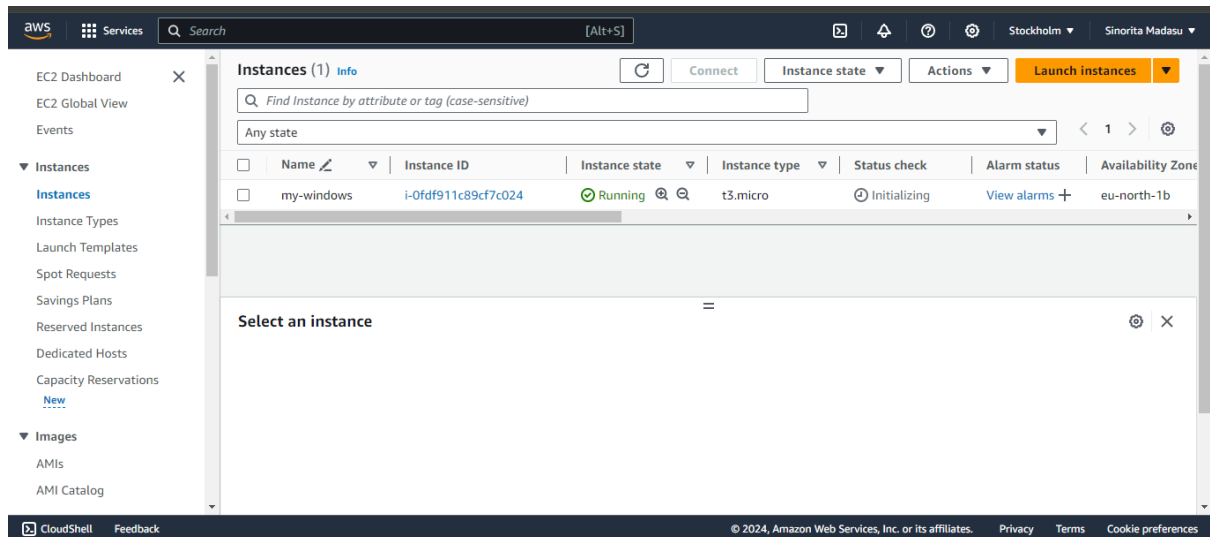 aws Services Search [Alt+S] Stockholm Sinorita Madasu
EC2 Dashboard
EC2 Global View
Events
Instances
Instances
Instance Types
Launch Templates
Spot Requests
Savings Plans
Reserved Instances
Dedicated Hosts
Capacity Reservations
New
Images
AMIs
AMI Catalog
Instances (1) Info Connect Instance state Actions Launch instances
Find Instance by attribute or tag (case-sensitive)
Any state 1
Name Instance ID Instance state Instance type Status check Alarm status Availability Zone
my-windows i-0fdf911c89cf7c024 Running t3.micro Initializing View alarms + eu-north-1b
Select an instance
CloudShell Feedback © 2024, Amazon Web Services, Inc. or its affiliates. Privacy Terms Cookie preferences